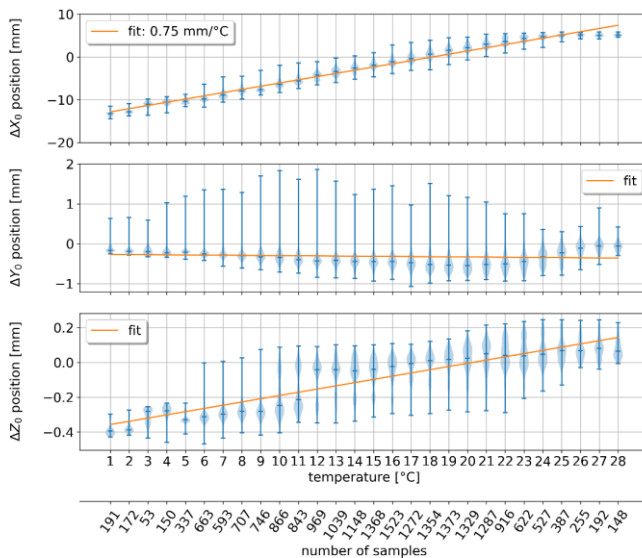 10
fit: 0.75 mm/°C
0
−10
−20
ΔX₀ position [mm]
2
fit
1
0
−1
ΔY₀ position [mm]
fit
0.2
0.0
−0.2
−0.4
ΔZ₀ position [mm]
1 2 3 4 5 6 7 8 9 10 11 12 13 14 15 16 17 18 19 20 21 22 23 24 25 26 27 28
temperature [°C]
191 172 53 150 337 663 593 707 746 866 843 969 1039 1148 1368 1523 1272 1354 1373 1329 1287 916 622 527 387 255 192 148
number of samples